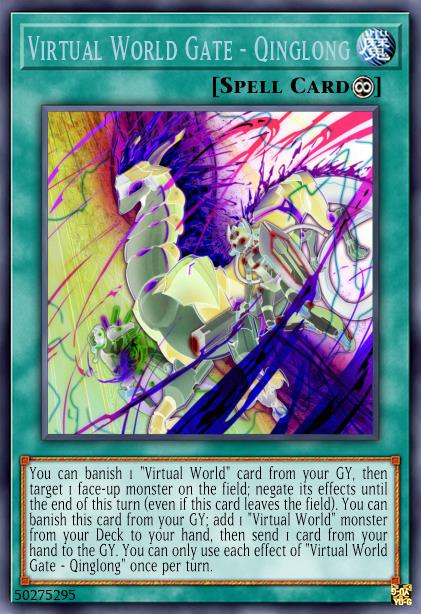 Virtual World Gate - Qinglong 魔
[Spell Card]
You can banish 1 "Virtual World" card from your GY, then
target 1 face-up monster on the field; negate its effects until
the end of this turn (even if this card leaves the field). You can
banish this card from your GY; add 1 "Virtual World" monster
from your Deck to your hand, then send 1 card from your
hand to the GY. You can only use each effect of "Virtual World
Gate - Qinglong" once per turn.
50275295